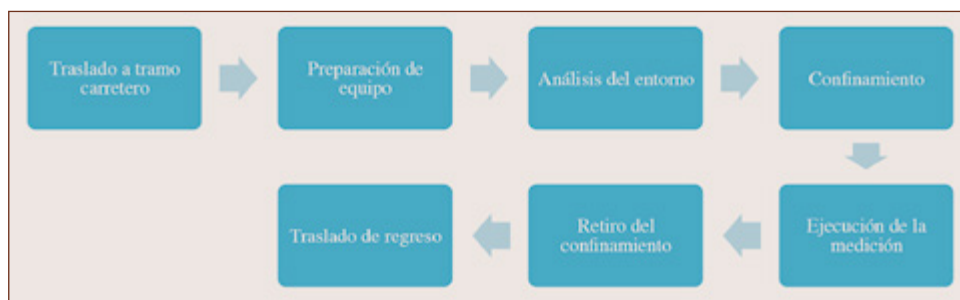 Traslado a tramo
carretero
Preparación de
equipo
Análisis del entorno
Confinamiento
Ejecución de la
medición
Retiro del
confinamiento
Traslado de regreso